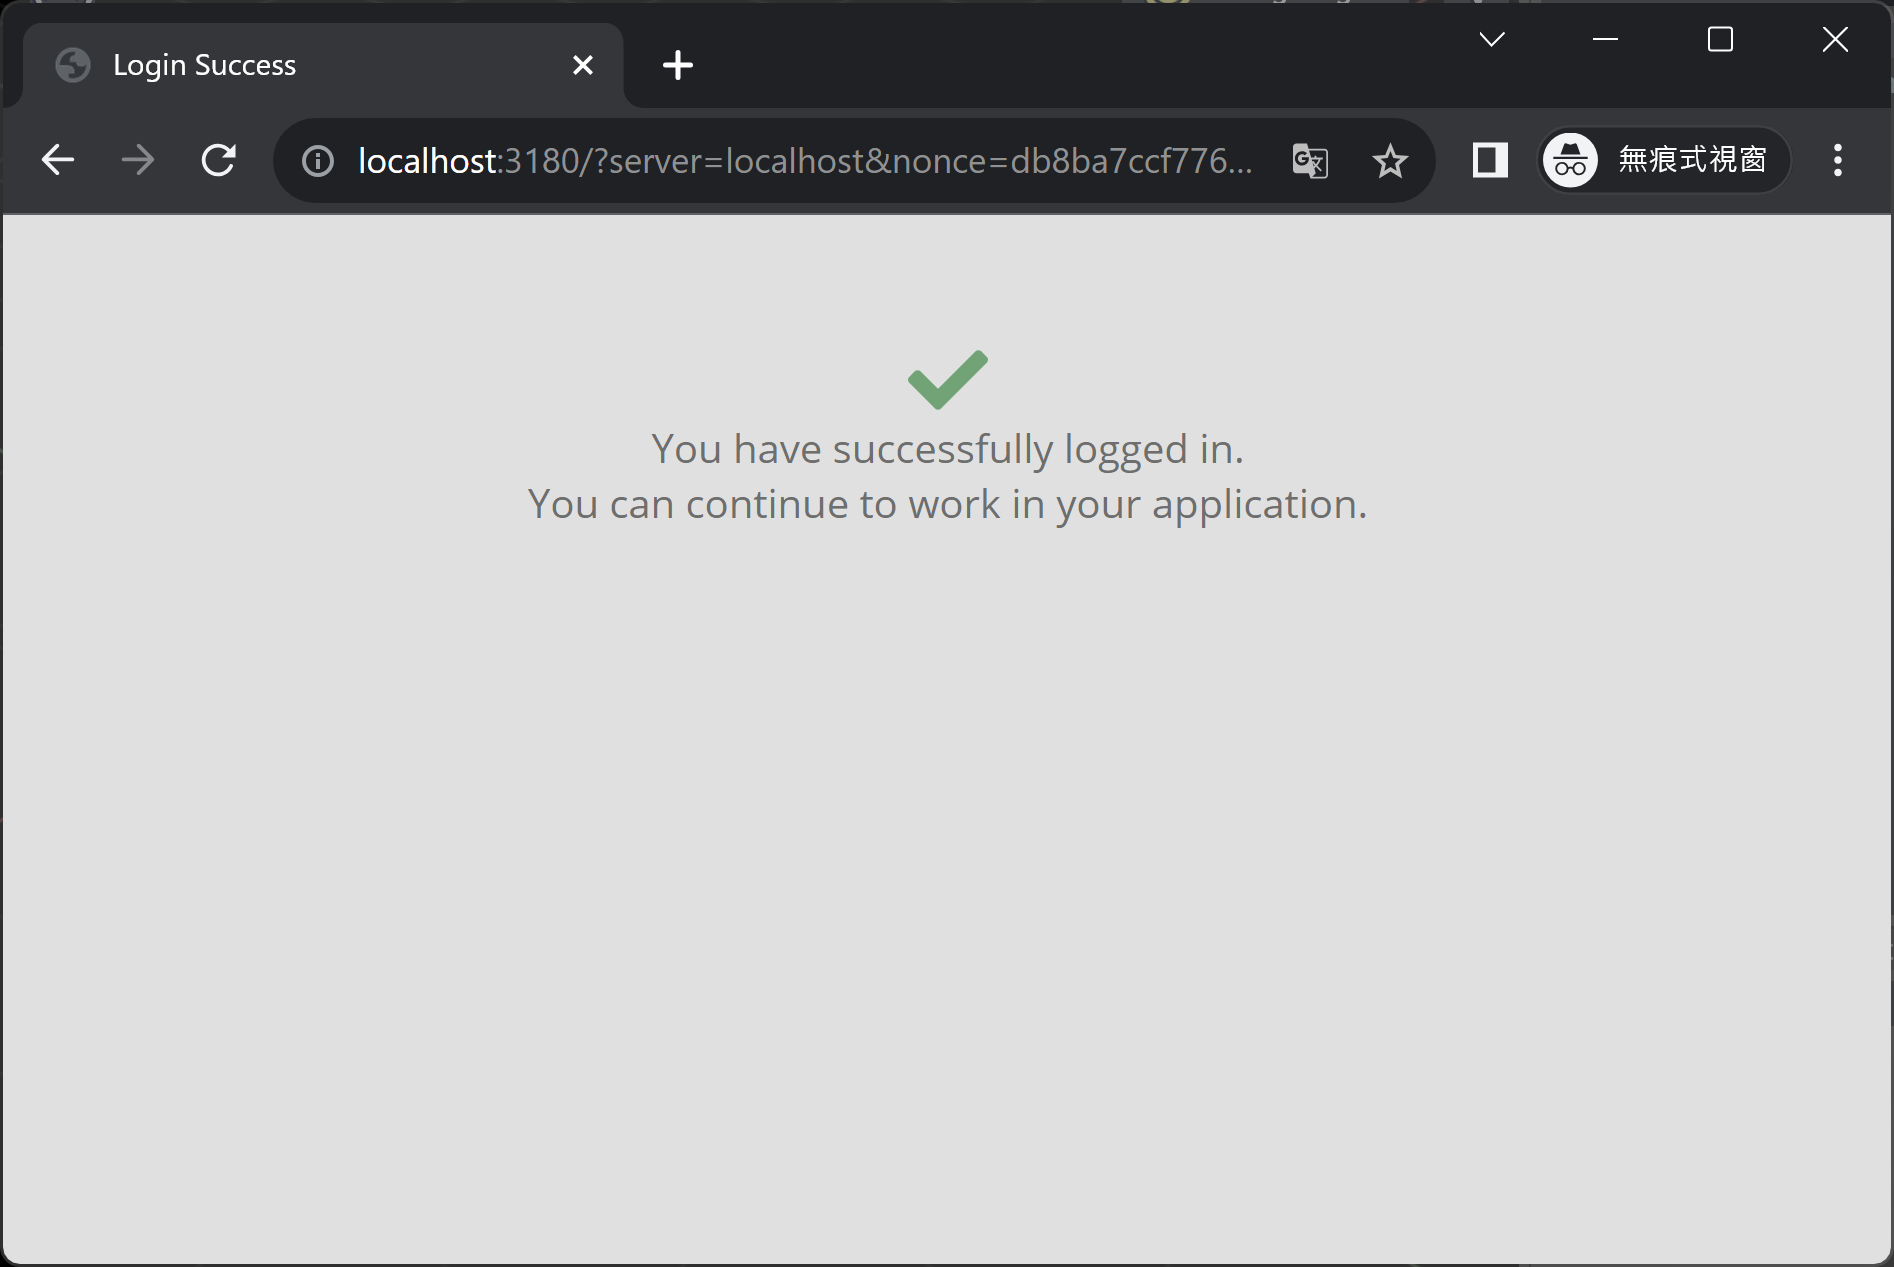 Login Success
localhost:3180/?server=localhost&nonce=db8ba7ccf776...
無痕式視窗
You have successfully logged in.
You can continue to work in your application.